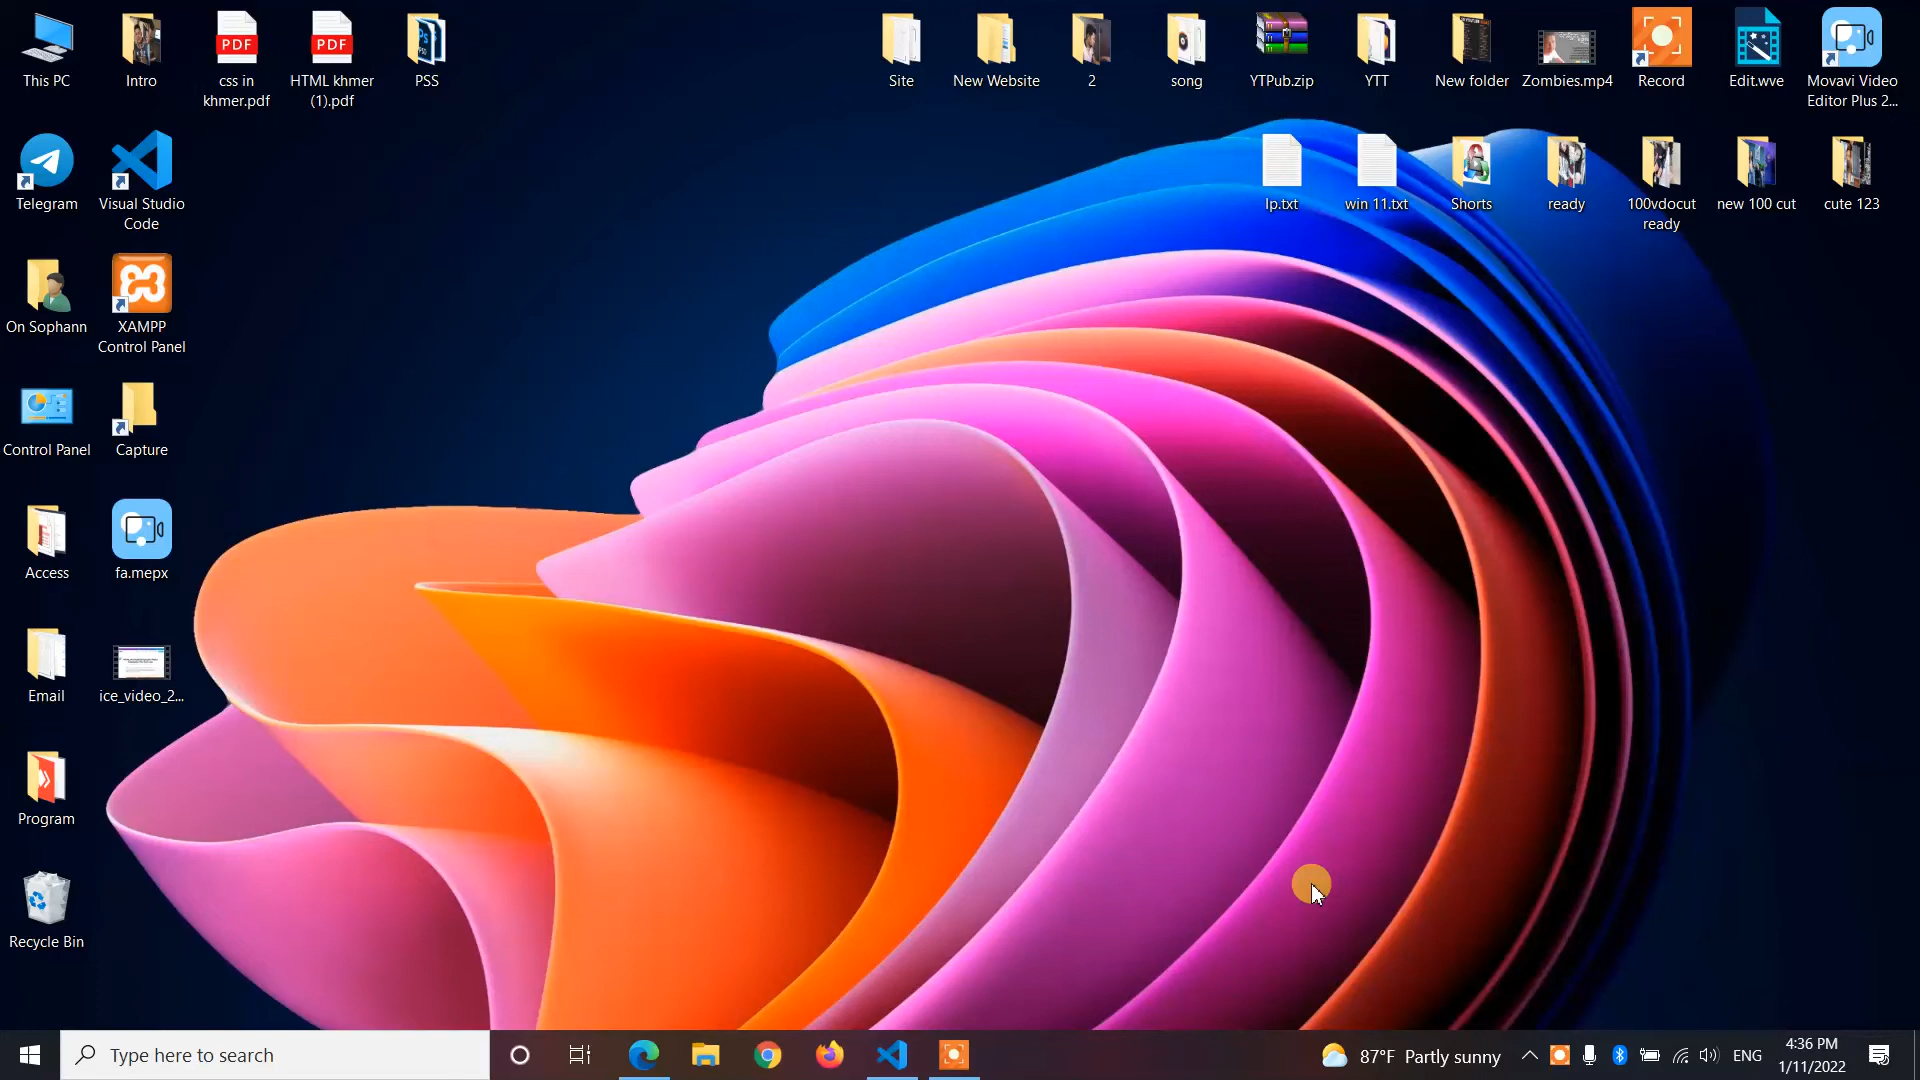 This PC
Intro
css in
khmer.pdf
HTML khmer
(1).pdf
PSS
Site
New Website
2
song
YTPub.zip
YTT
New folder
Zombies.mp4
Record
Edit.wve
Movavi Video
Editor Plus 2...
Telegram
Visual Studio
Code
Ip.txt
win 11.txt
Shorts
ready
100vdocut
ready
new 100 cut
cute 123
On Sophann
XAMPP
Control Panel
Control Panel
Capture
Access
fa.mepx
Email
ice_video_2...
Program
Recycle Bin
Type here to search
87°F Partly sunny
ENG
4:36 PM
1/11/2022
PDF
PDF